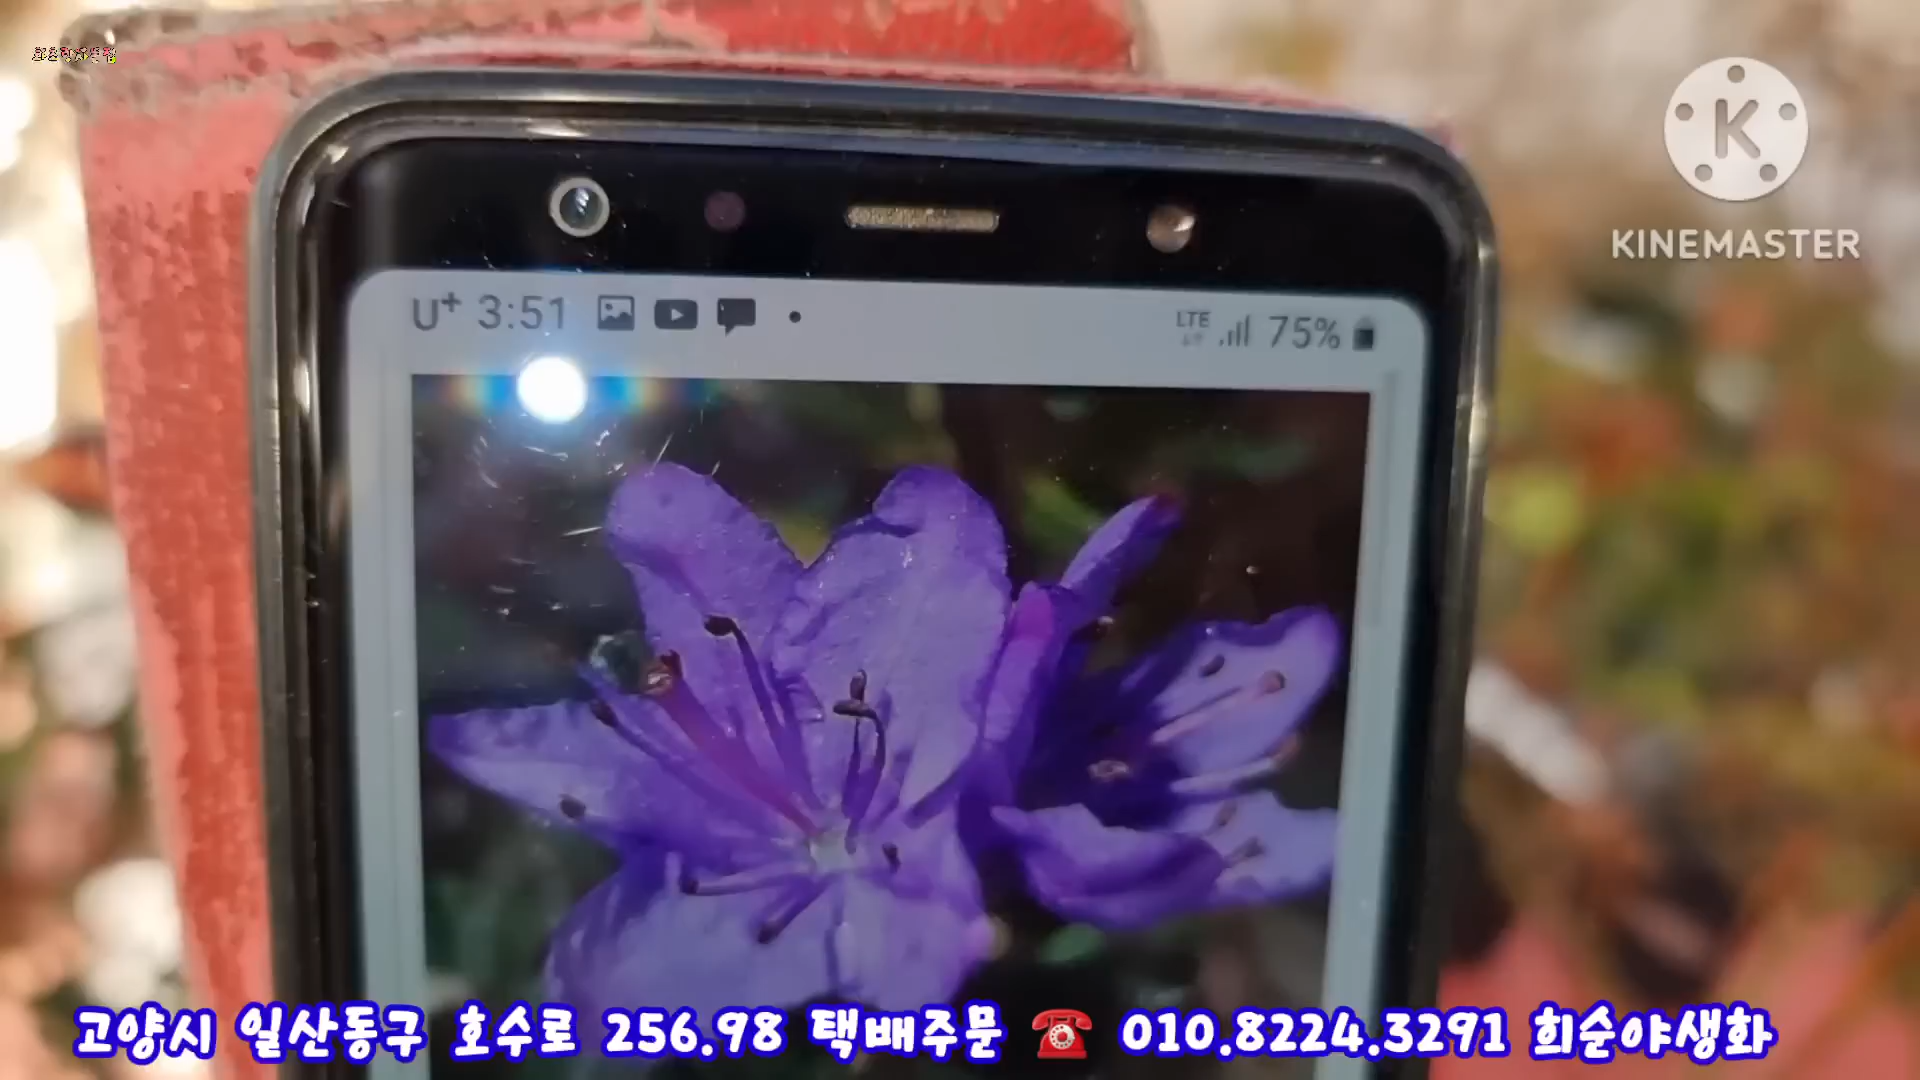 U+ 3:51
LTE 75%
K
KINEMASTER
고양시 일산동구 호수로 256.98 택배주문 ☎ 010.8224.3291 희순야생화